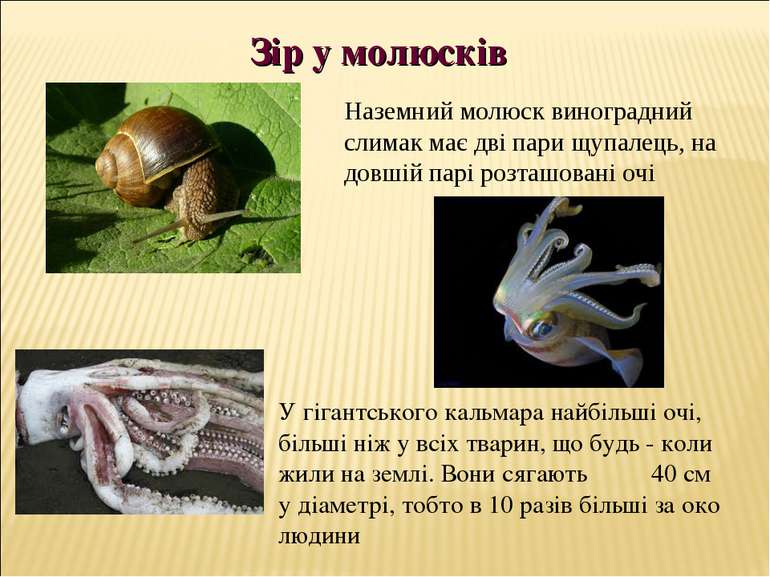 Зір у молюсків
Наземний молюск виноградний
слимак має дві пари щупалець, на
довшій парі розташовані очі
У гігантського кальмара найбільші очі,
більші ніж у всіх тварин, що будь - коли
жили на землі. Вони сягають 40 см
у діаметрі, тобто в 10 разів більші за око
людини